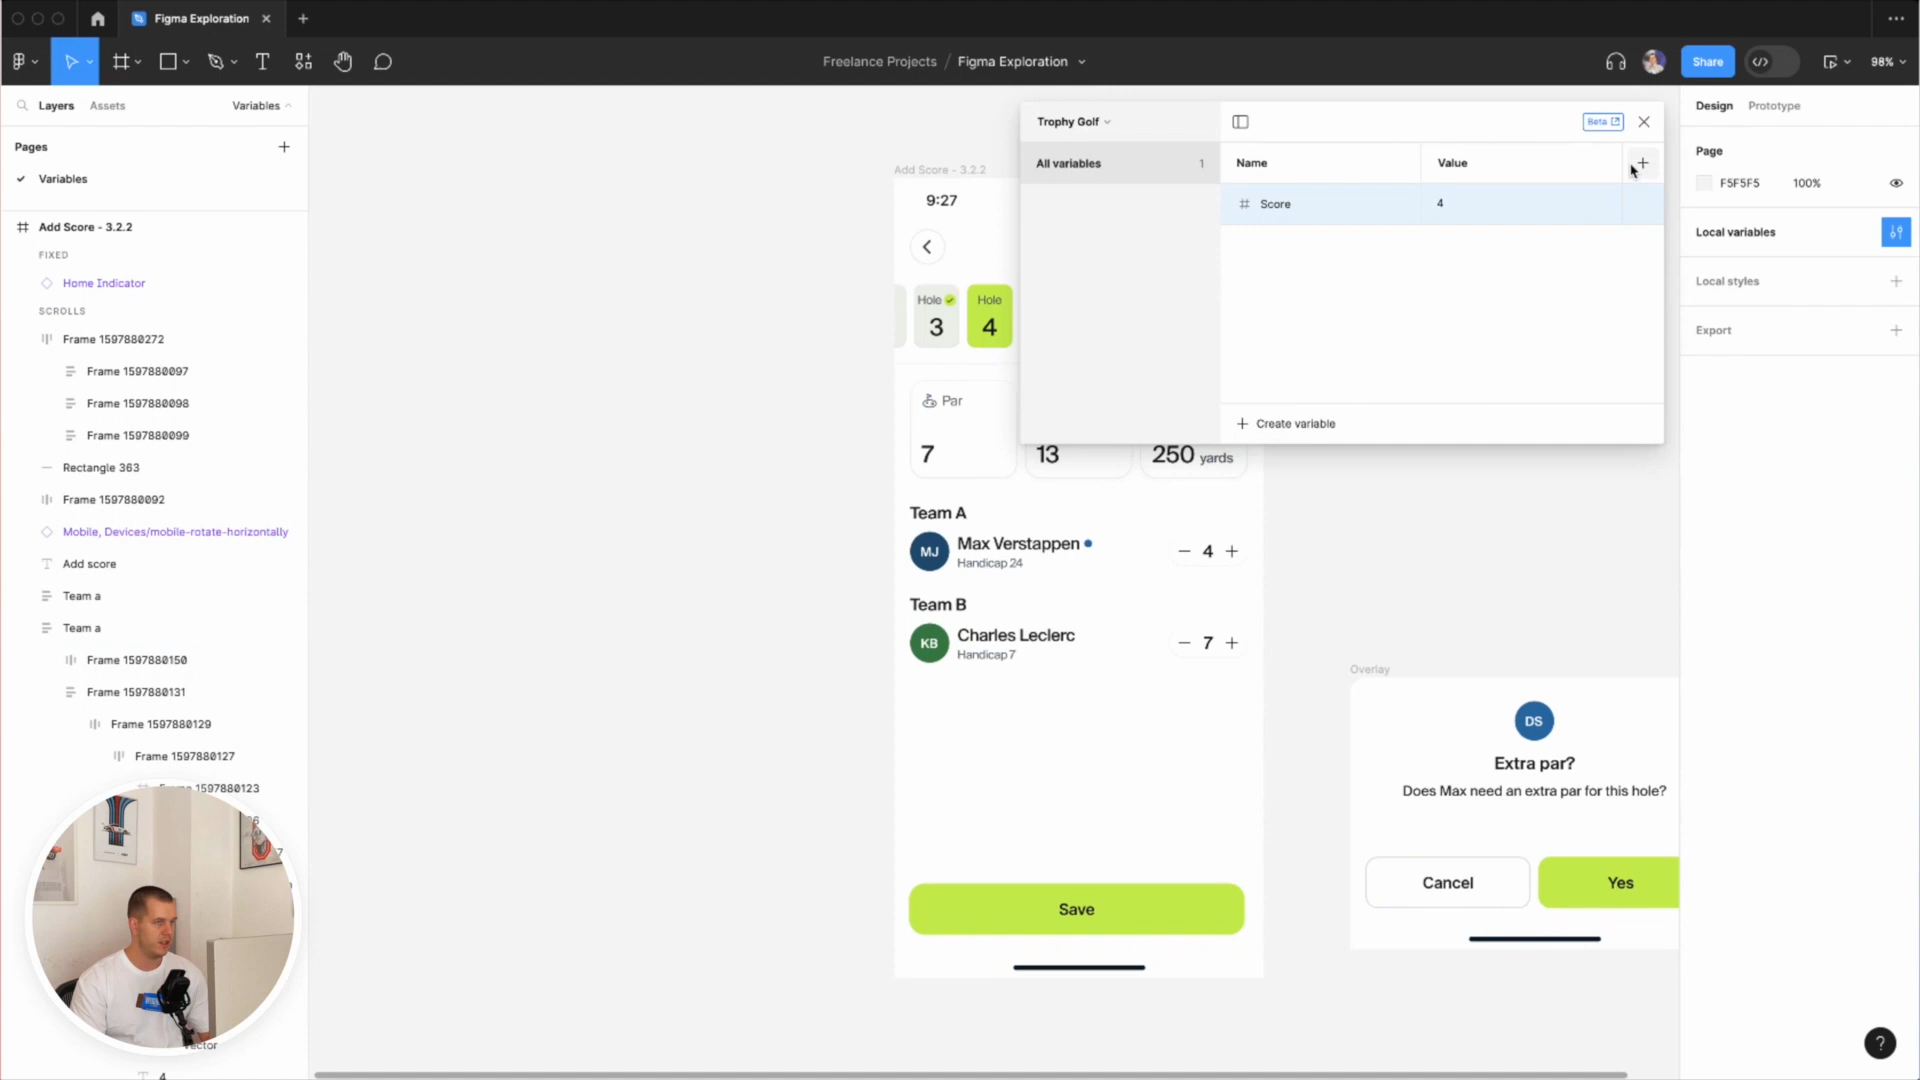 Figma Exploration
Freelance Projects / Figma Exploration
Share
98%
Layers
Assets
Variables
Pages
Variables
Add Score - 3.2.2
FIXED
Home Indicator
SCROLLS
Frame 1597880272
Frame 1597880097
Frame 1597880098
Frame 1597880099
Rectangle 363
Frame 1597880092
Mobile, Devices/mobile-rotate-horizontally
Add score
Team a
Team a
Frame 1597880150
Frame 1597880131
Frame 1597880129
Frame 1597880127
1597880123
4
Add Score - 3.2.2
9:27
Hole
3
Hole
4
Par
7
13
250 yards
Team A
MJ
Max Verstappen
Handicap 24
4
Team B
KB
Charles Leclerc
Handicap 7
7
Save
Trophy Golf
Beta
All variables
1
Name
Value
Score
4
Create variable
Overlay
DS
Extra par?
Does Max need an extra par for this hole?
Cancel
Yes
Design
Prototype
Page
F5F5F5
100%
Local variables
Local styles
Export
?